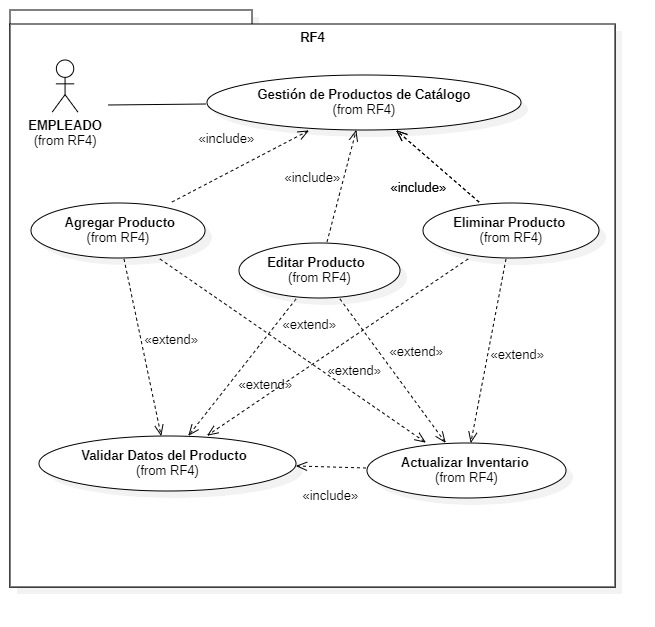 RF4
Gestión de Productos de Catálogo
(from RF4)
EMPLEADO
(from RF4)
«include»
«include»
«include»
Agregar Producto
(from RF4)
Editar Producto
(from RF4)
Eliminar Producto
(from RF4)
«extend»
«extend»
«extend»
«extend»
«extend»
«extend»
Validar Datos del Producto
(from RF4)
Actualizar Inventario
(from RF4)
«include»